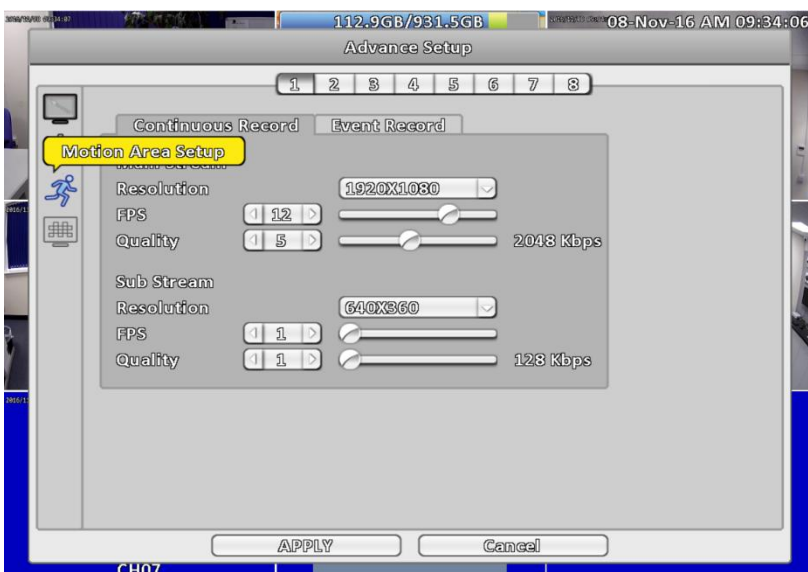 112.9GB/931.5GB
08-Nov-16 AM 09:34:06
Advance Setup
1 2 3 4 5 6 7 8
Continuous Record Event Record
Motion Area Setup
Resolution 1920X1080
FPS 12
Quality 5 2048 Kbps
Sub Stream
Resolution 640X360
FPS 1
Quality 1 128 Kbps
APPLY Cancel
CH07